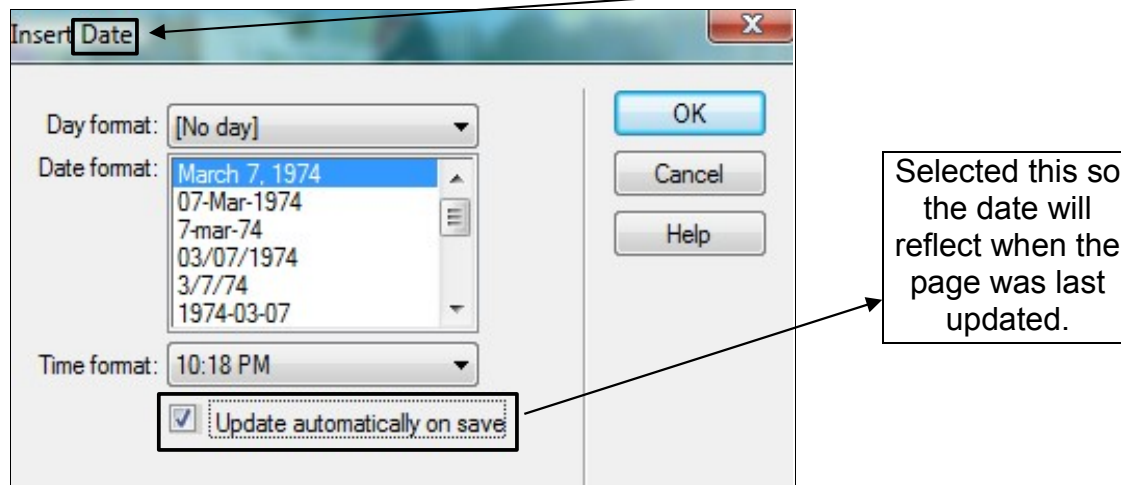 Insert Date
Day format: [No day]
Date format: March 7, 1974
07-Mar-1974
7-mar-74
03/07/1974
3/7/74
1974-03-07
Time format: 10:18 PM
Update automatically on save
OK
Cancel
Help
X
Selected this so
the date will
reflect when the
page was last
updated.